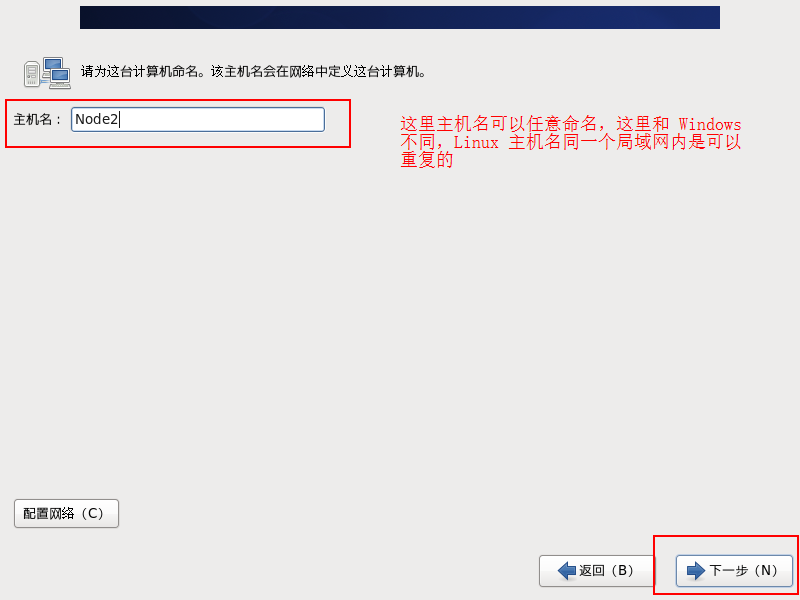 请为这台计算机命名。该主机名会在网络中定义这台计算机。
主机名： Node2
这里主机名可以任意命名，这里和 Windows
不同，Linux 主机名同一个局域网内是可以
重复的
配置网络（C）
返回（B） 下一步（N）